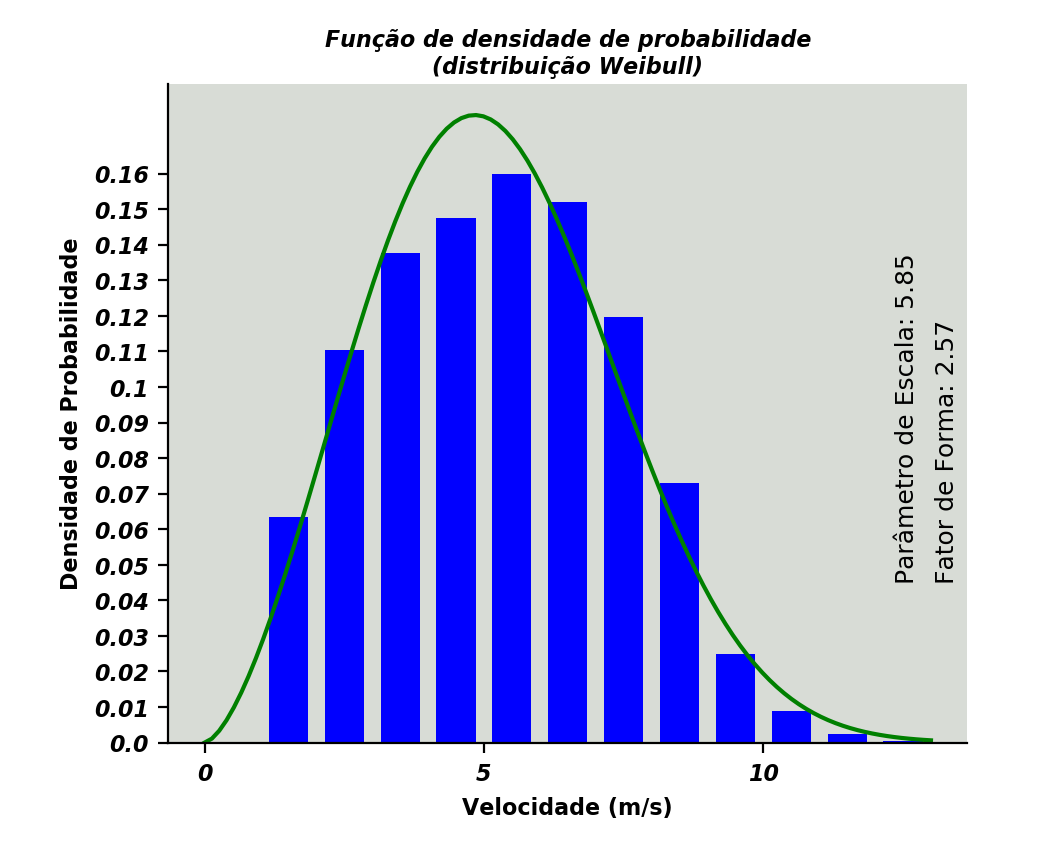 Função de densidade de probabilidade
(distribuição Weibull)
Densidade de Probabilidade
0.16
0.15
0.14
0.13
0.12
0.11
0.1
0.09
0.08
0.07
0.06
0.05
0.04
0.03
0.02
0.01
0.0
Parâmetro de Escala: 5.85
Fator de Forma: 2.57
0 5 10
Velocidade (m/s)